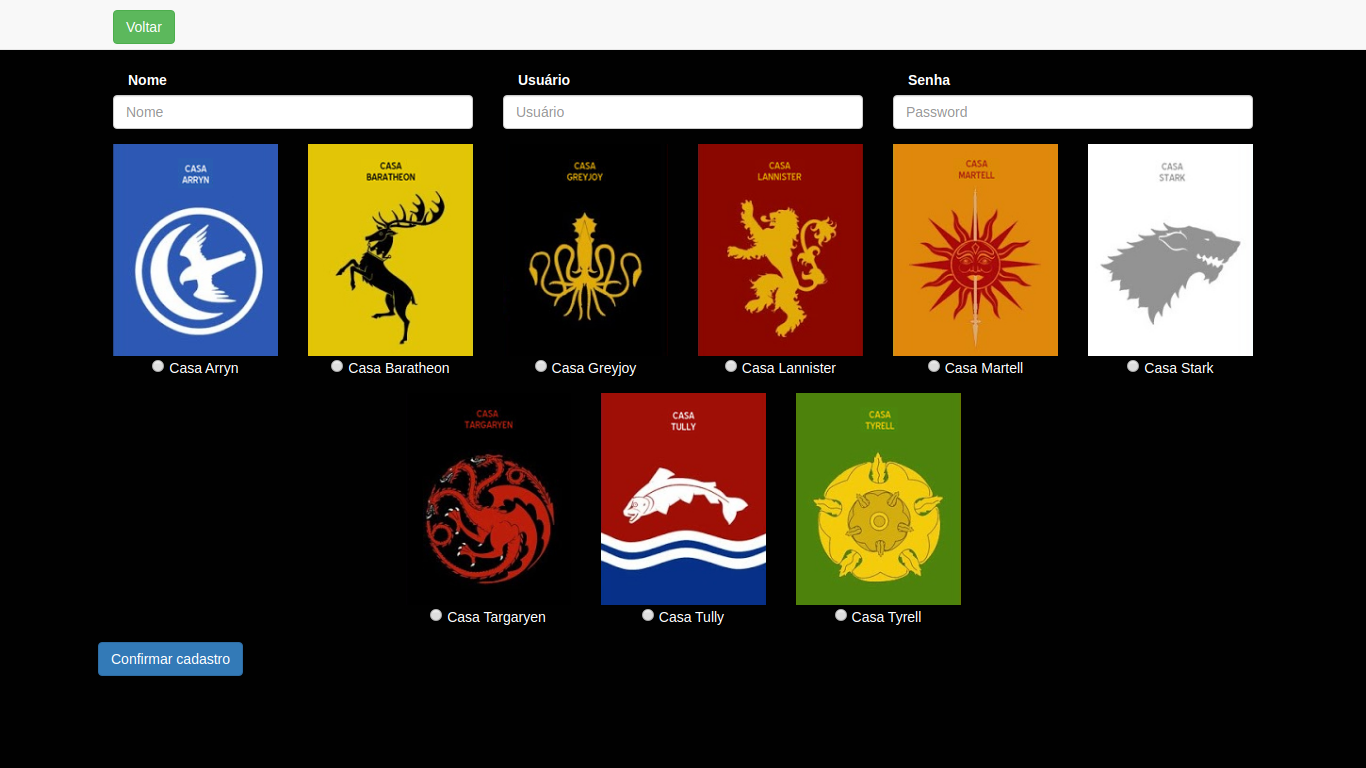 Voltar
Nome
Usuário
Senha
Nome
Usuário
Password
CASA
ARRYN
CASA
BARATHEON
CASA
GREYJOY
CASA
LANNISTER
CASA
MARTELL
CASA
STARK
Casa Arryn
Casa Baratheon
Casa Greyjoy
Casa Lannister
Casa Martell
Casa Stark
CASA
TARGARYEN
CASA
TULLY
CASA
TYRELL
Casa Targaryen
Casa Tully
Casa Tyrell
Confirmar cadastro